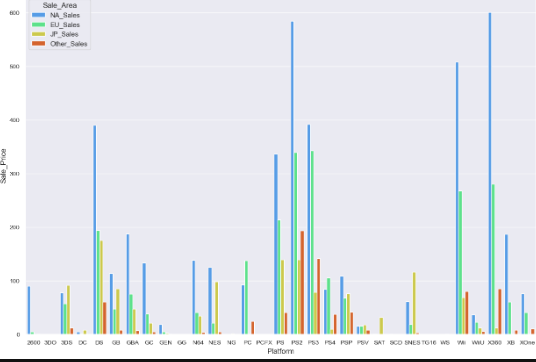 Sale_Area
NA_Sales
EU_Sales
JP_Sales
Other_Sales
600
500
400
300
200
100
0
Sale_Price
2600 3DO 3DS DC DS GB GBA GC GEN GG N64 NES NG PC PCFX PS PS2 PS3 PS4 PSP PSV SAT SCD SNES TG16 WS Wii WiiU X360 XB XOne
Platform